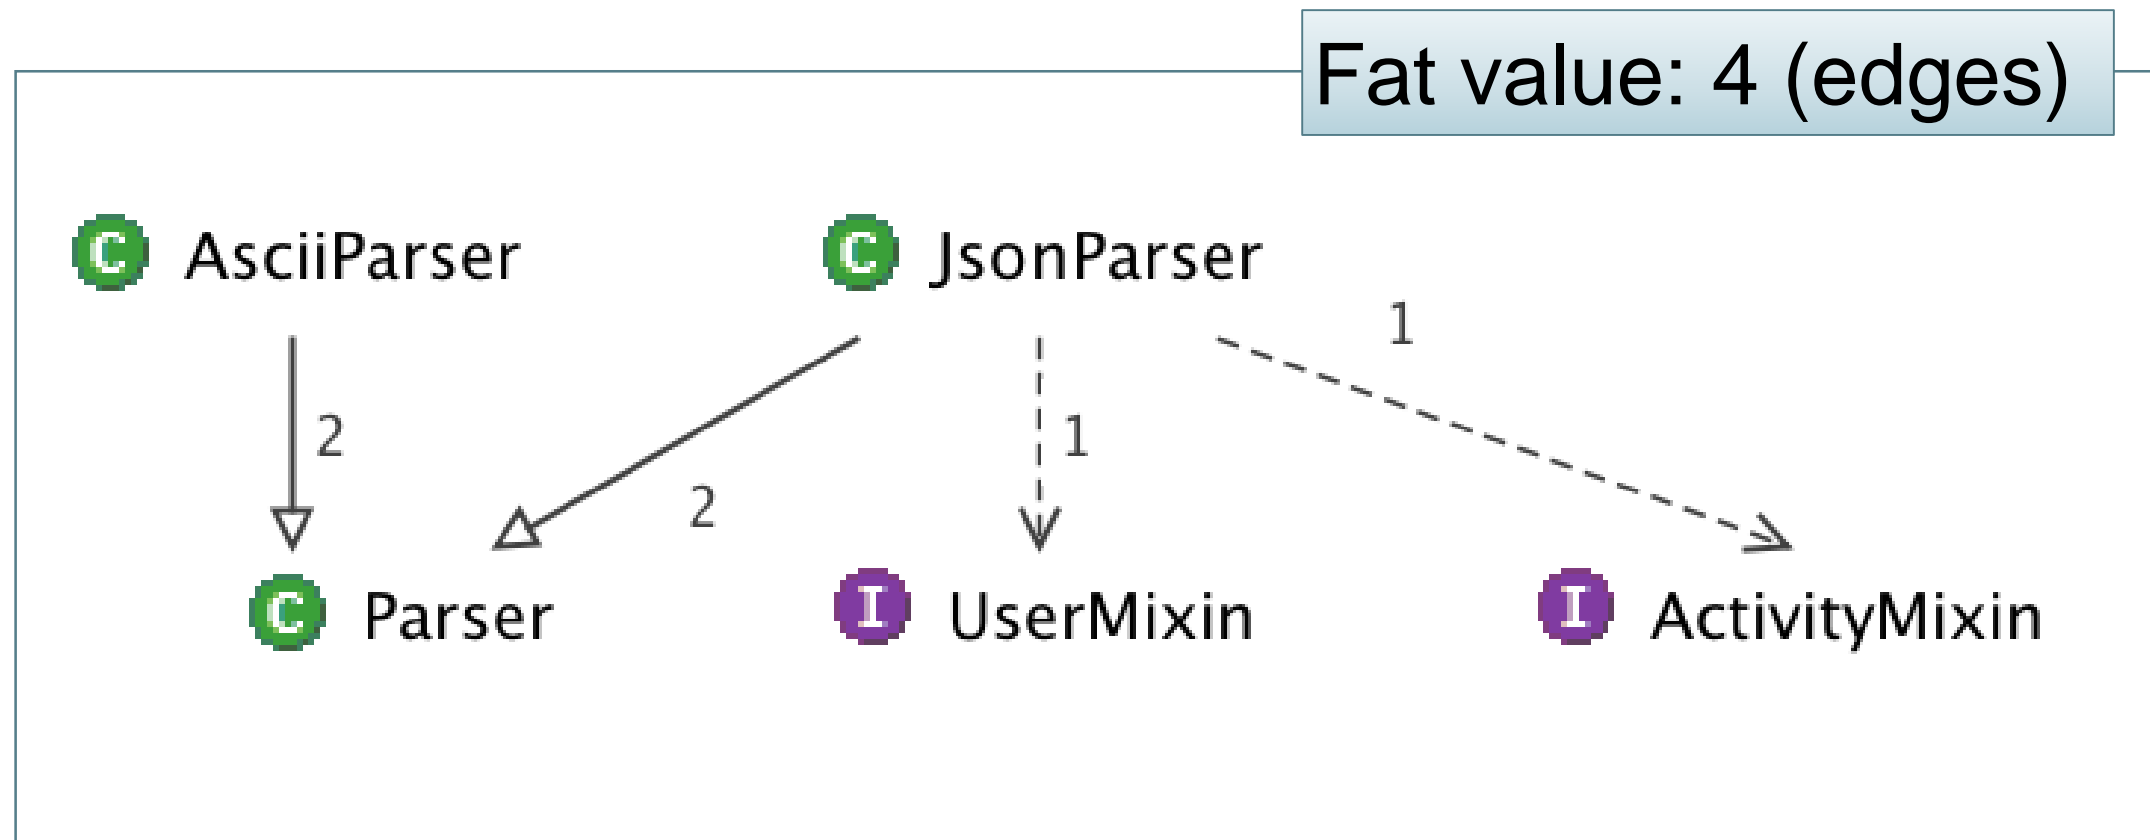 Fat value: 4 (edges)
C AsciiParser
C JsonParser
1
2
1
2
C Parser
I UserMixin
I ActivityMixin